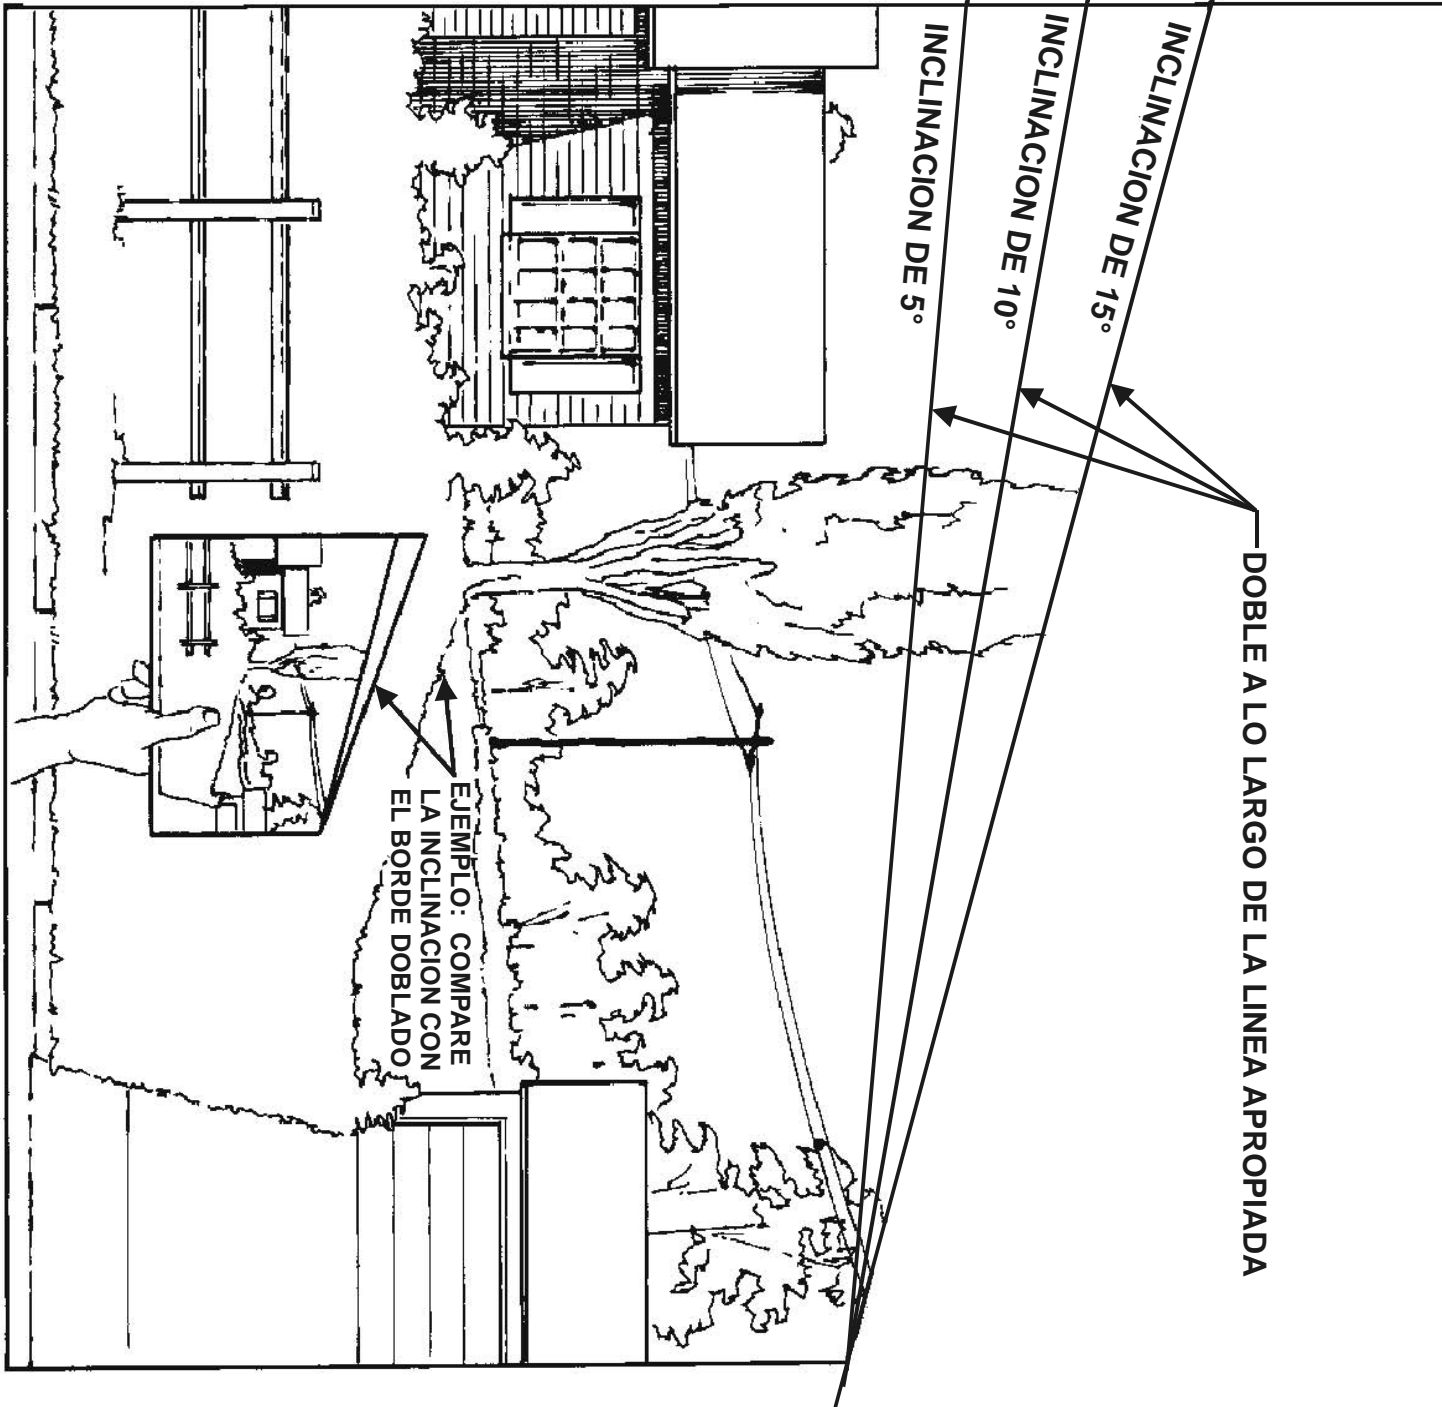 DOBLE A LO LARGO DE LA LINEA APROPIADA
INCLINACION DE 15°
INCLINACION DE 10°
INCLINACION DE 5°
EJEMPLO: COMPARE
LA INCLINACION CON
EL BORDE DOBLADO